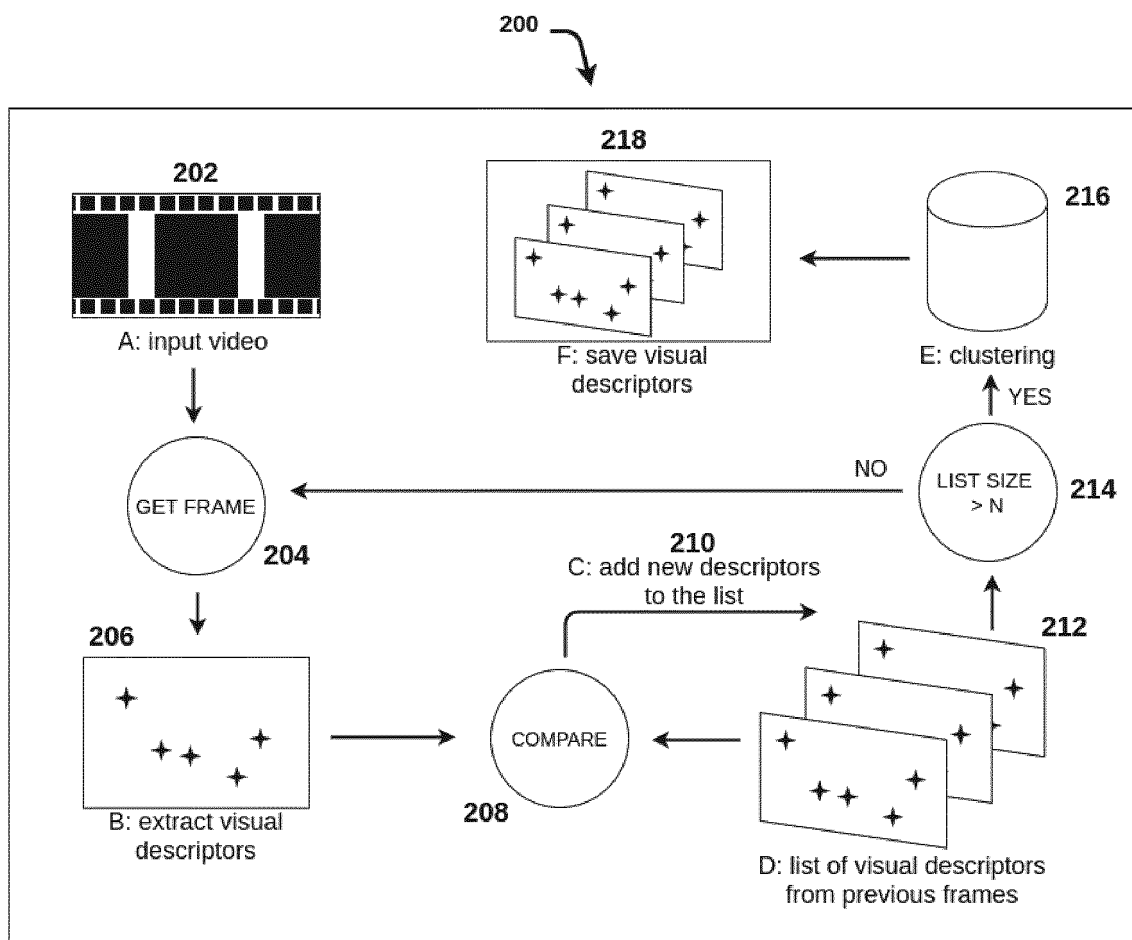 200
202
A: input video
218
F: save visual
descriptors
216
E: clustering
YES
NO
LIST SIZE
> N
214
GET FRAME
204
210
C: add new descriptors
to the list
206
B: extract visual
descriptors
COMPARE
208
212
D: list of visual descriptors
from previous frames